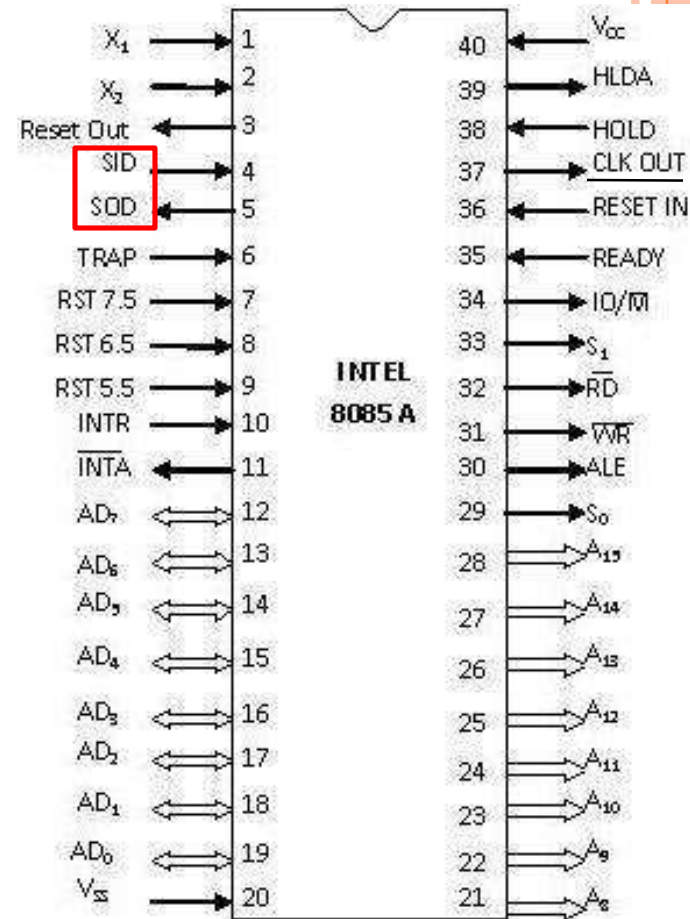 X₁ 1 40 Vcc
X₂ 2 39 HLDA
Reset Out 3 38 HOLD
SID 4 37 CLK OUT
SOD 5 36 RESET IN
TRAP 6 35 READY
RST 7.5 7 34 IO/M
RST 6.5 8 33 S₁
RST 5.5 9 32 RD
INTEL
8085 A
INTR 10 31 WR
INTA 11 30 ALE
AD₇ 12 29 S₀
AD₆ 13 28 A₁₅
AD₅ 14 27 A₁₄
AD₄ 15 26 A₁₃
AD₃ 16 25 A₁₂
AD₂ 17 24 A₁₁
AD₁ 18 23 A₁₀
AD₀ 19 22 A₉
Vss 20 21 A₈